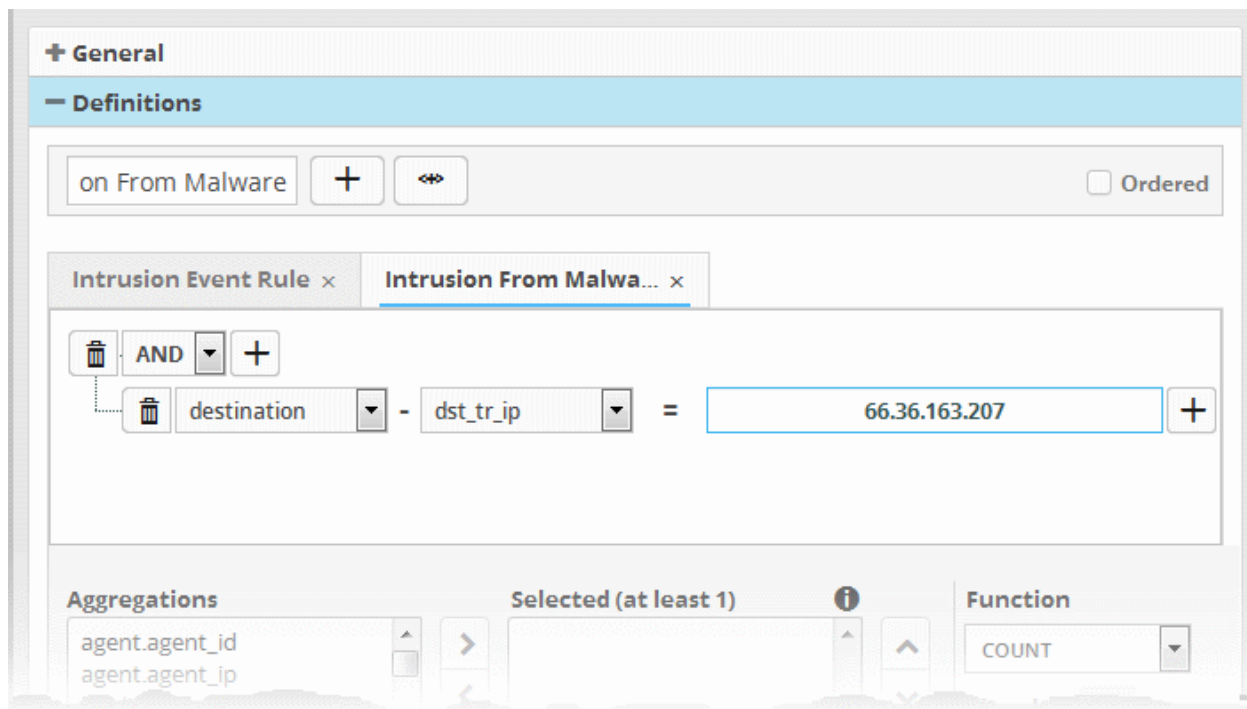 General
Definitions
on From Malware + Ordered
Intrusion Event Rule × Intrusion From Malwa... ×
AND +
destination - dst_tr_ip = 66.36.163.207 +
Aggregations Selected (at least 1) Function
agent.agent_id COUNT
agent.agent_ip